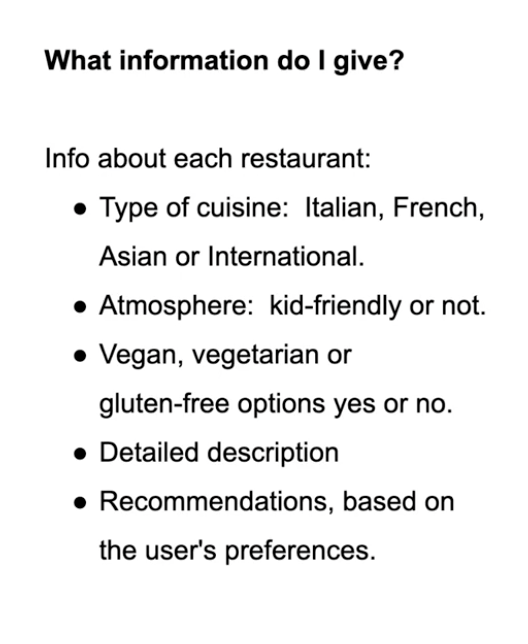 What information do I give?
Info about each restaurant:
● Type of cuisine:  Italian, French,
Asian or International.
● Atmosphere:  kid-friendly or not.
● Vegan, vegetarian or
gluten-free options yes or no.
● Detailed description
● Recommendations, based on
the user's preferences.